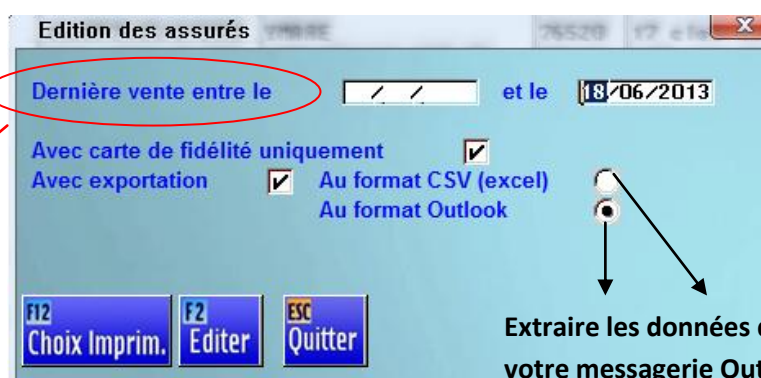 Edition des assurés
Dernière vente entre le / / et le 18/06/2013
Avec carte de fidélité uniquement
Avec exportation Au format CSV (excel)
Au format Outlook
F12 F2 ESC
Choix Imprim. Editer Quitter
Extraire les données
votre messagerie